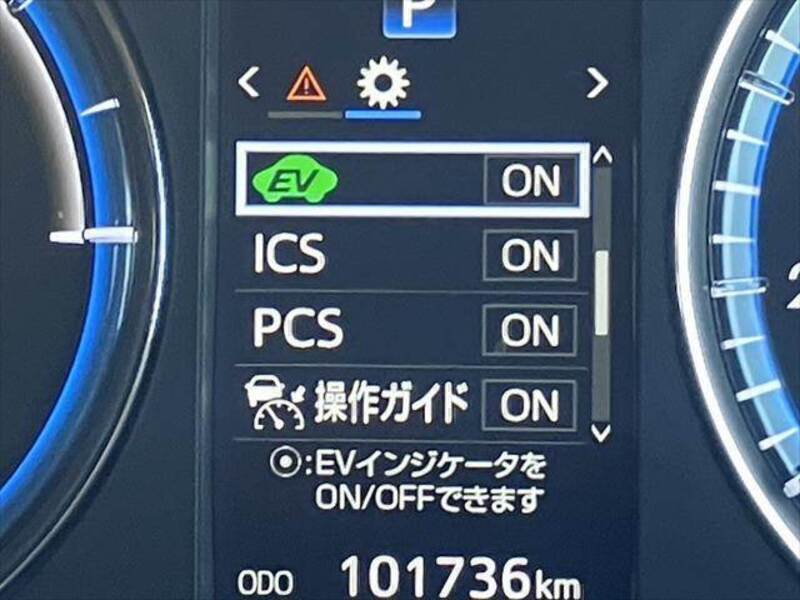 P
EV ON
ICS ON
PCS ON
操作ガイド ON
⦿:EVインジケータを
ON/OFFできます
ODO 101736km
2